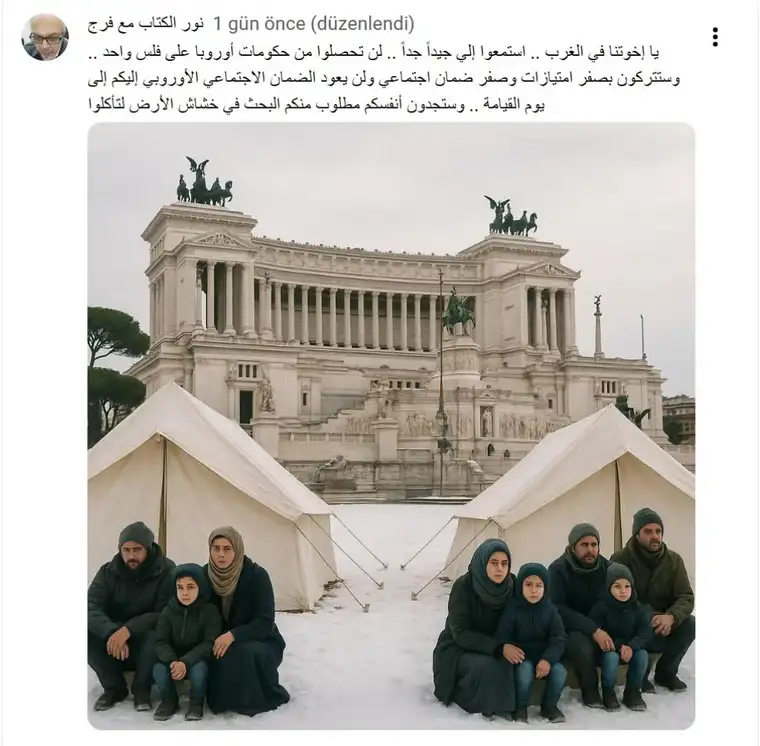 نور الكتاب مع فرج 1 gün önce (düzenlendi)
يا إخوتنا في الغرب .. استمعوا إلي جيداً جداً .. لن تحصلوا من حكومات أوروبا على فلس واحد ..
وستتركون بصفر امتيازات وصفر ضمان اجتماعي ولن يعود الضمان الاجتماعي الأوروبي إليكم إلى
يوم القيامة .. وستجدون أنفسكم مطلوب منكم البحث في خشاش الأرض لتأكلوا